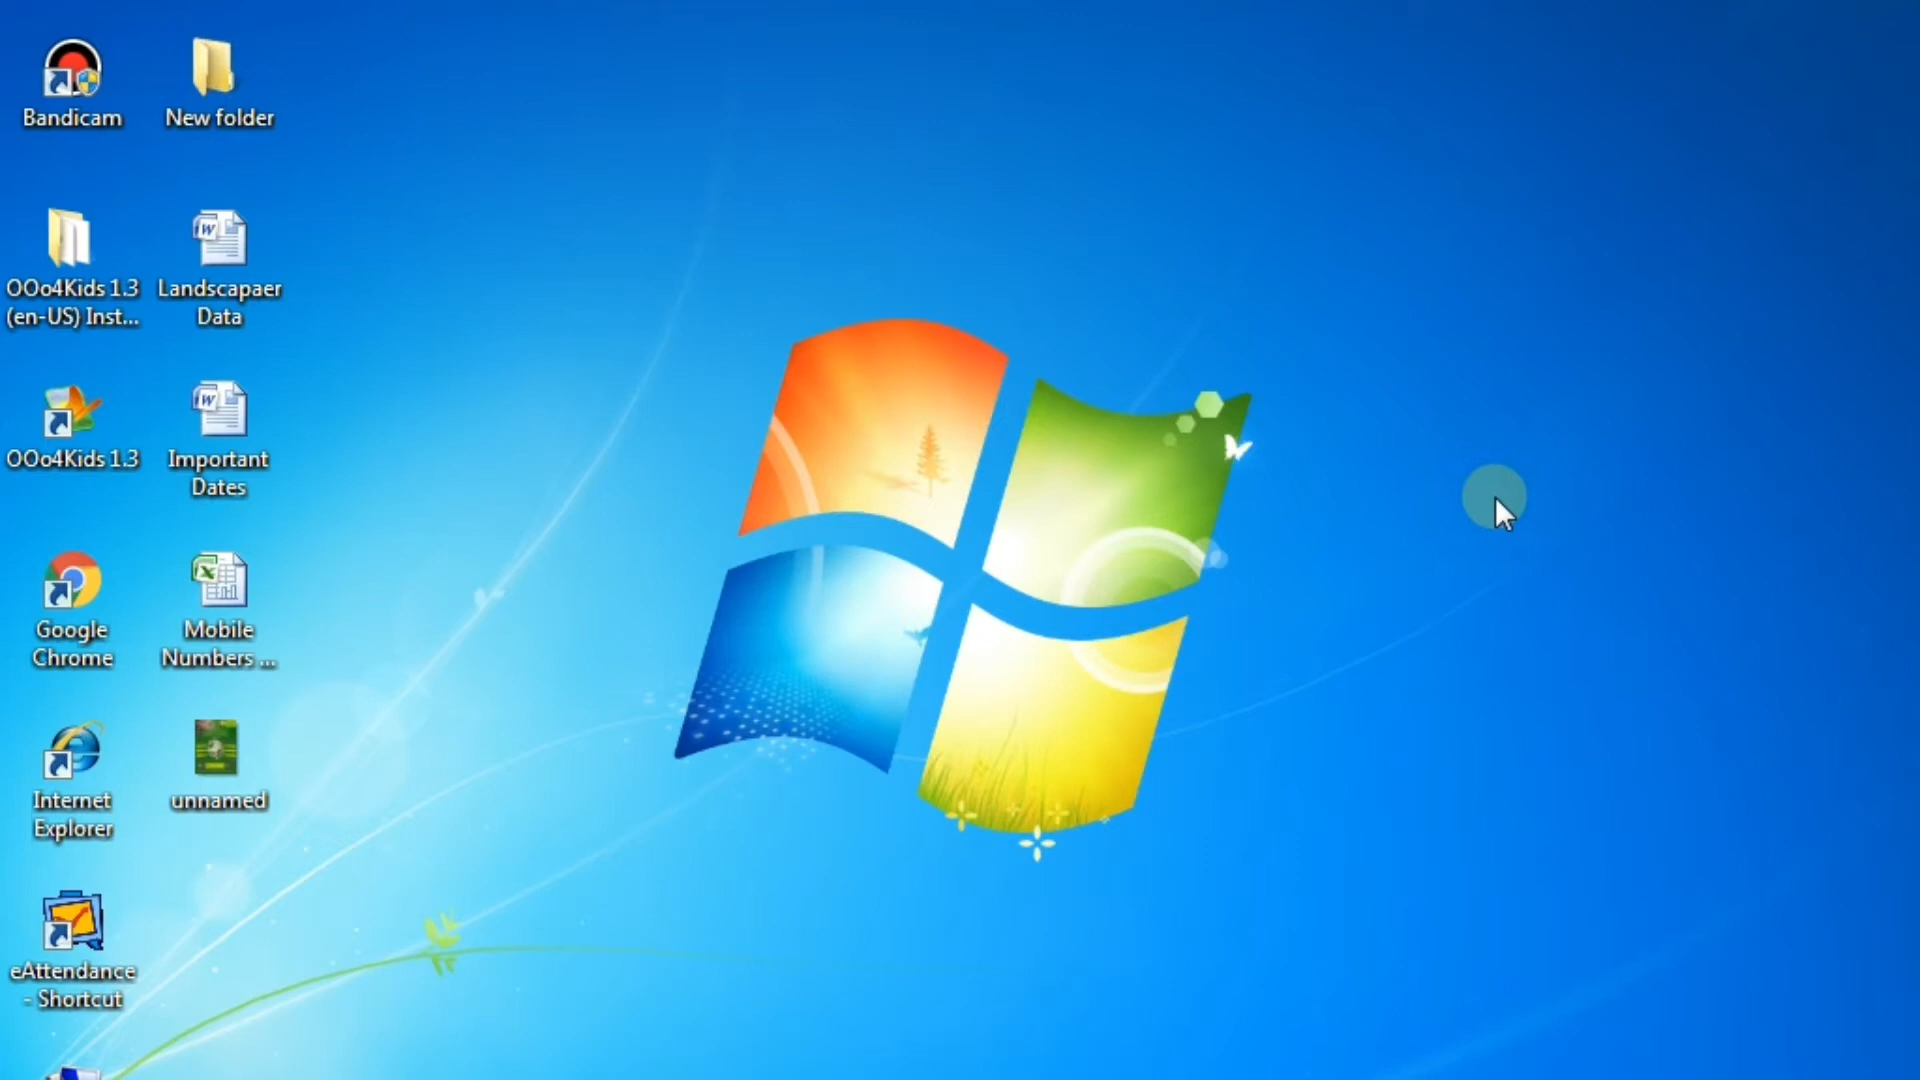 Bandicam
New folder
OOo4Kids 1.3
(en-US) Inst...
Landscapaer
Data
OOo4Kids 1.3
Important
Dates
Google
Chrome
Mobile
Numbers ...
Internet
Explorer
unnamed
eAttendance
- Shortcut